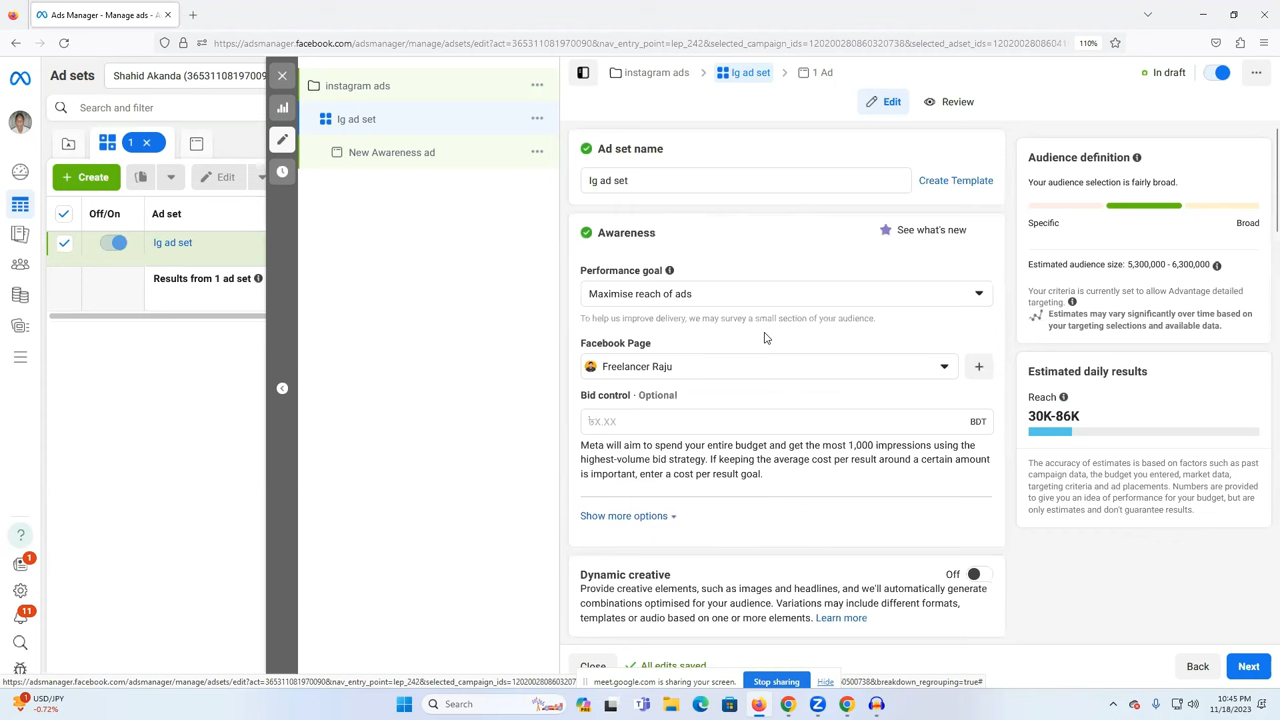 Ads Manager - Manage ads - A
https://adsmanager.facebook.com/adsmanager/manage/adsets/edit?act=365311081970090&nav_entry_point=lep_242&selected_campaign_ids=120200028608320738&selected_adset_ids=1202000286086041
110%
Ad sets
Shahid Akanda (365311081970090
Search and filter
1
+ Create
Edit
Off/On
Ad set
Ig ad set
Results from 1 ad set
instagram ads
Ig ad set
New Awareness ad
instagram ads
Ig ad set
1 Ad
In draft
Edit
Review
Ad set name
Ig ad set
Create Template
Awareness
See what's new
Performance goal
Maximise reach of ads
To help us improve delivery, we may survey a small section of your audience.
Facebook Page
Freelancer Raju
Bid control · Optional
৳X.XX
BDT
Meta will aim to spend your entire budget and get the most 1,000 impressions using the
highest-volume bid strategy. If keeping the average cost per result around a certain amount
is important, enter a cost per result goal.
Show more options
Dynamic creative
Off
Provide creative elements, such as images and headlines, and we'll automatically generate
combinations optimised for your audience. Variations may include different formats,
templates or audio based on one or more elements. Learn more
Audience definition
Your audience selection is fairly broad.
Specific
Broad
Estimated audience size: 5,300,000 - 6,300,000
Your criteria is currently set to allow Advantage detailed
targeting.
Estimates may vary significantly over time based on
your targeting selections and available data.
Estimated daily results
Reach
30K-86K
The accuracy of estimates is based on factors such as past
campaign data, the budget you entered, market data,
targeting criteria and ad placements. Numbers are provided
to give you an idea of performance for your budget, but are
only estimates and don't guarantee results.
Close
All edits saved
Back
Next
1
11
meet.google.com is sharing your screen.
Stop sharing
Hide
60500738&breakdown_regrouping=true#
USD/JPY
-0.72%
1
Search
10:45 PM
11/18/2023